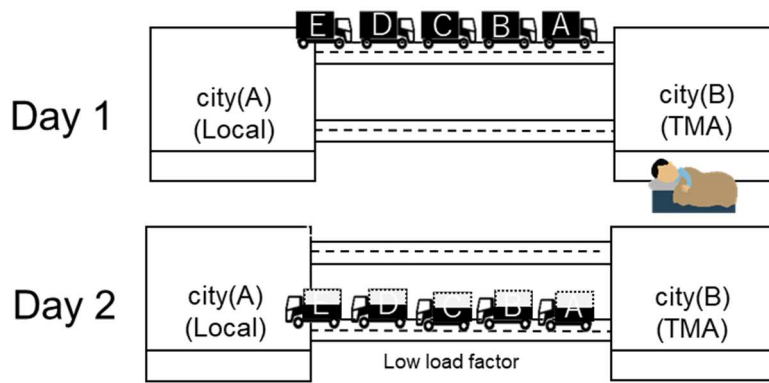 E D C B A
Day 1
city(A)
(Local)
city(B)
(TMA)
Day 2
city(A)
(Local)
E D C B A
city(B)
(TMA)
Low load factor